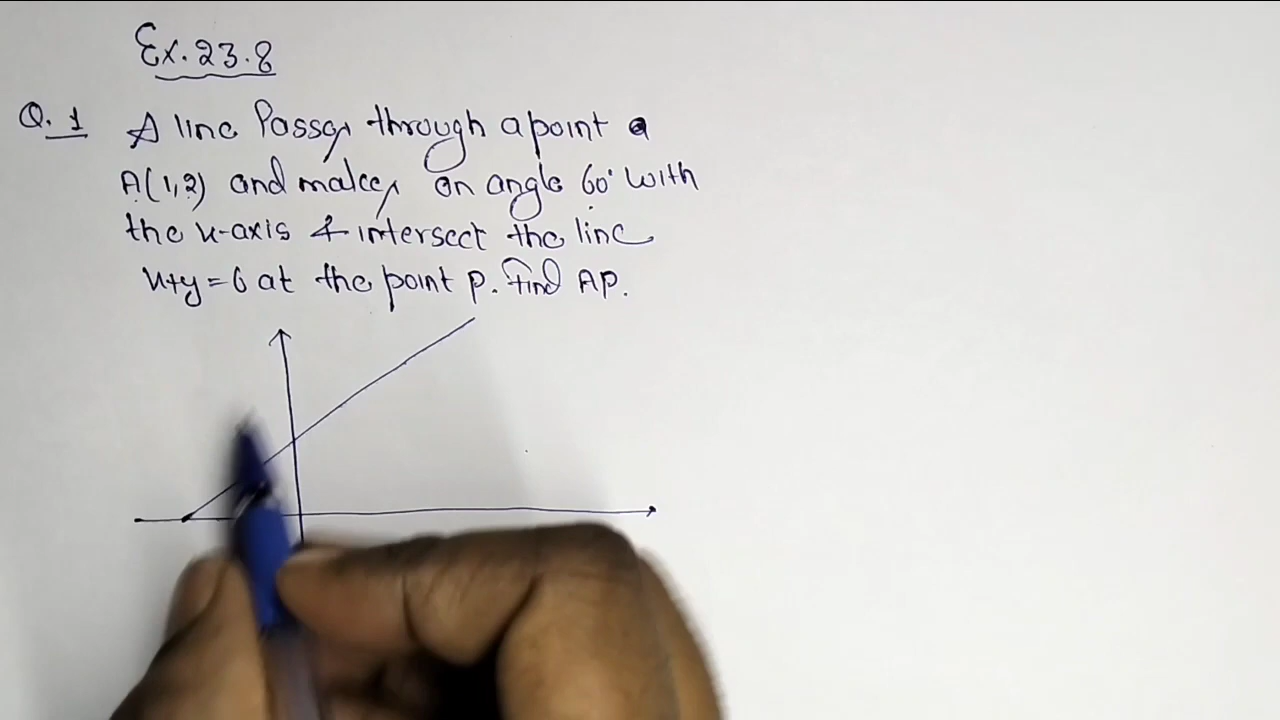 Ex. 23.8
Q. 1 A line Passes through a point
A(1,2) and makes an angle 60° with
the x-axis & intersect the line
x+y=6 at the point P. Find AP.